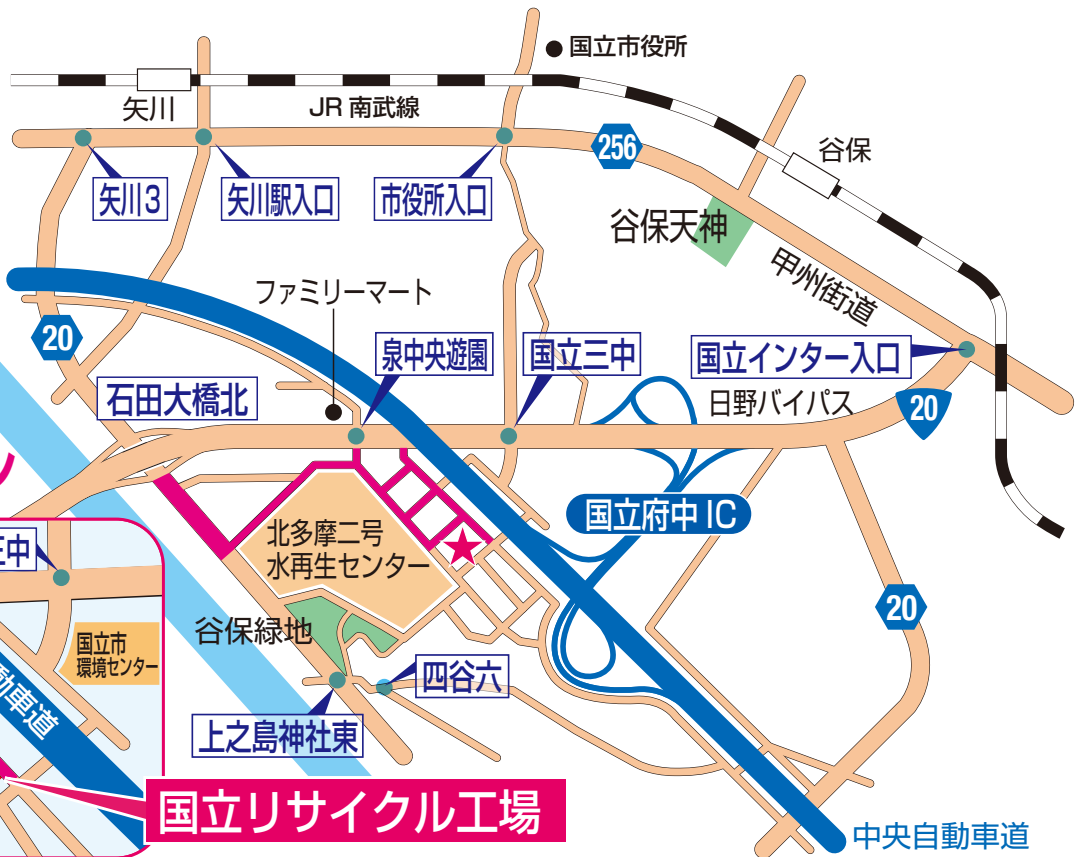 国立市役所
矢川
JR 南武線
256
谷保
矢川3
矢川駅入口
市役所入口
谷保天神
甲州街道
ファミリーマート
20
泉中央遊園
国立三中
国立インター入口
石田大橋北
日野バイパス
20
国立府中 IC
北多摩二号
水再生センター
三中
20
国立市
環境センター
谷保緑地
四谷六
動車道
上之島神社東
国立リサイクル工場
中央自動車道